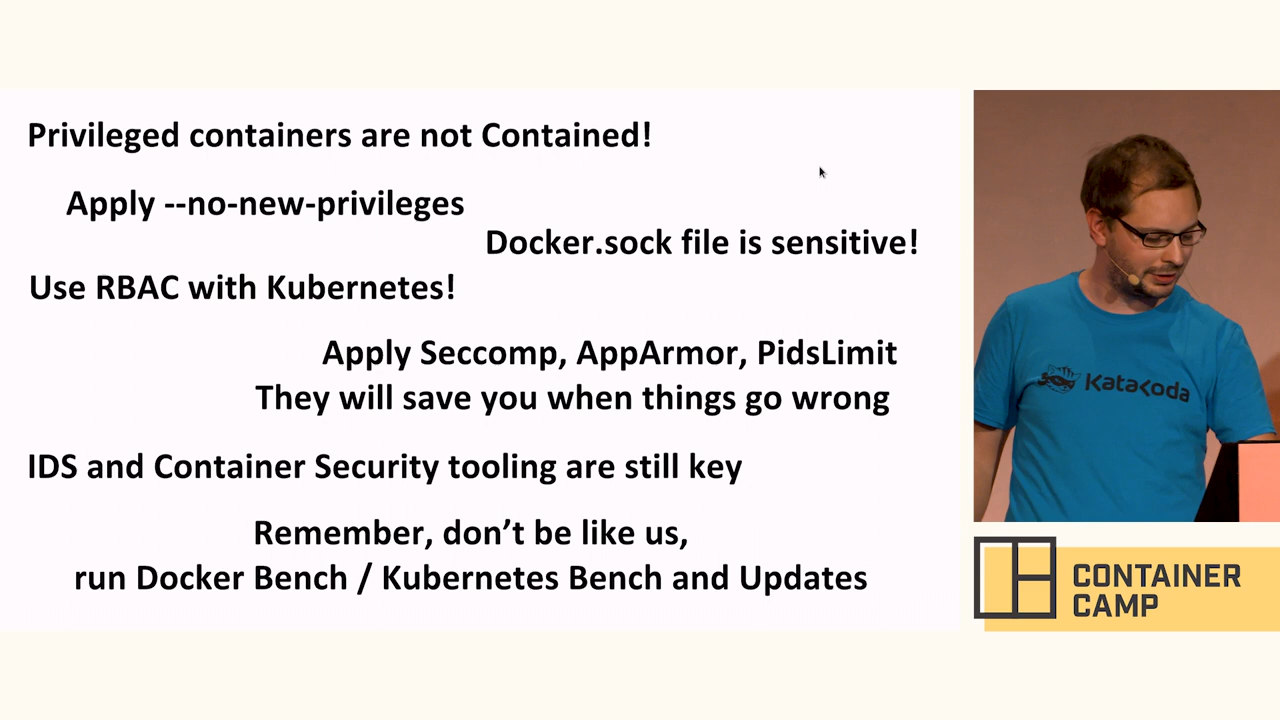 Privileged containers are not Contained!
Apply --no-new-privileges
Docker.sock file is sensitive!
Use RBAC with Kubernetes!
Apply Seccomp, AppArmor, PidsLimit
They will save you when things go wrong
IDS and Container Security tooling are still key
Remember, don’t be like us,
run Docker Bench / Kubernetes Bench and Updates
Katakoda
CONTAINER
CAMP